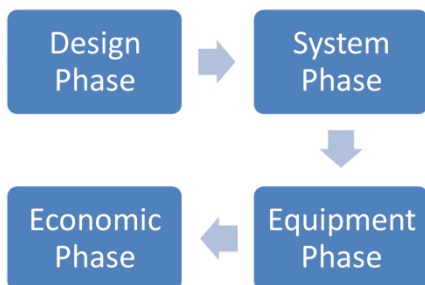 Design
Phase
System
Phase
Equipment
Phase
Economic
Phase